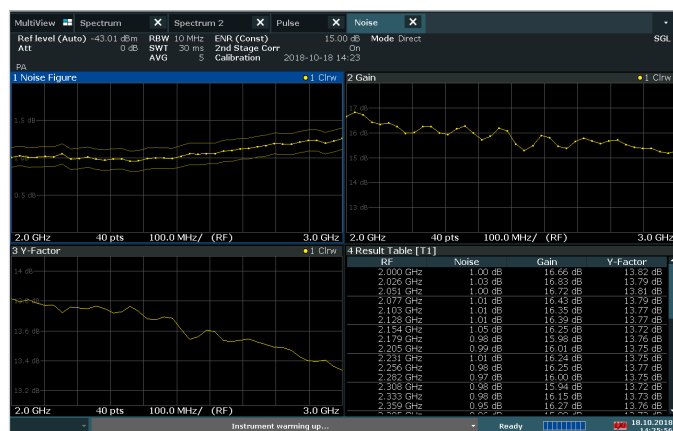 MultiView Spectrum X Spectrum 2 X Pulse X Noise X
Ref level (Auto) -43.01 dBm RBW 10 MHz ENR (Const) 15.00 dB Mode Direct SGL
Att 0 dB SWT 30 ms 2nd Stage Corr On
AVG 5 Calibration 2018-10-18 14:23
PA
1 Noise Figure 1 Clrw
1.5 dB
0.5 dB
2.0 GHz 40 pts 100.0 MHz/ (RF) 3.0 GHz
2 Gain 1 Clrw
17 dB
16 dB
15 dB
14 dB
13 dB
2.0 GHz 40 pts 100.0 MHz/ (RF) 3.0 GHz
3 Y-Factor 1 Clrw
14 dB
13.6 dB
13.4 dB
13.2 dB
2.0 GHz 40 pts 100.0 MHz/ (RF) 3.0 GHz
4 Result Table [T1]
RF Noise Gain Y-Factor
2.000 GHz 1.00 dB 16.66 dB 13.82 dB
2.026 GHz 1.03 dB 16.83 dB 13.79 dB
2.051 GHz 1.00 dB 16.72 dB 13.81 dB
2.077 GHz 1.01 dB 16.43 dB 13.79 dB
2.103 GHz 1.01 dB 16.35 dB 13.77 dB
2.128 GHz 1.01 dB 16.39 dB 13.77 dB
2.154 GHz 1.05 dB 16.25 dB 13.72 dB
2.179 GHz 0.98 dB 15.98 dB 13.76 dB
2.205 GHz 0.99 dB 16.01 dB 13.75 dB
2.231 GHz 1.01 dB 16.24 dB 13.75 dB
2.256 GHz 0.98 dB 16.25 dB 13.77 dB
2.282 GHz 0.97 dB 16.00 dB 13.75 dB
2.308 GHz 0.98 dB 15.94 dB 13.72 dB
2.333 GHz 0.98 dB 16.15 dB 13.73 dB
2.359 GHz 0.95 dB 16.27 dB 13.76 dB
Instrument warming up... Ready 18.10.2018
14:25:56